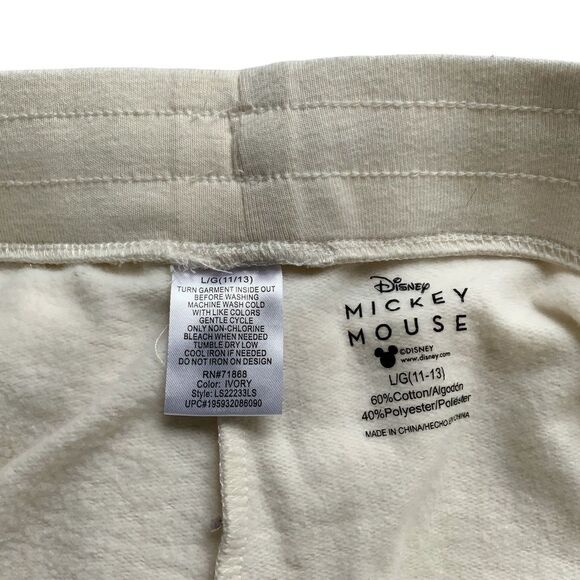 L/G(11/13)
TURN GARMENT INSIDE OUT
BEFORE WASHING
MACHINE WASH COLD
WITH LIKE COLORS
GENTLE CYCLE
ONLY NON-CHLORINE
BLEACH WHEN NEEDED
TUMBLE DRY LOW
COOL IRON IF NEEDED
DO NOT IRON ON DESIGN
RN#71868
Color: IVORY
Style: LS22233LS
UPC#195932086090
Disney
MICKEY
MOUSE
©DISNEY
www.disney.com
L/G(11-13)
60%Cotton/Algodón
40%Polyester/Poliéster
MADE IN CHINA/HECHO EN CHINA